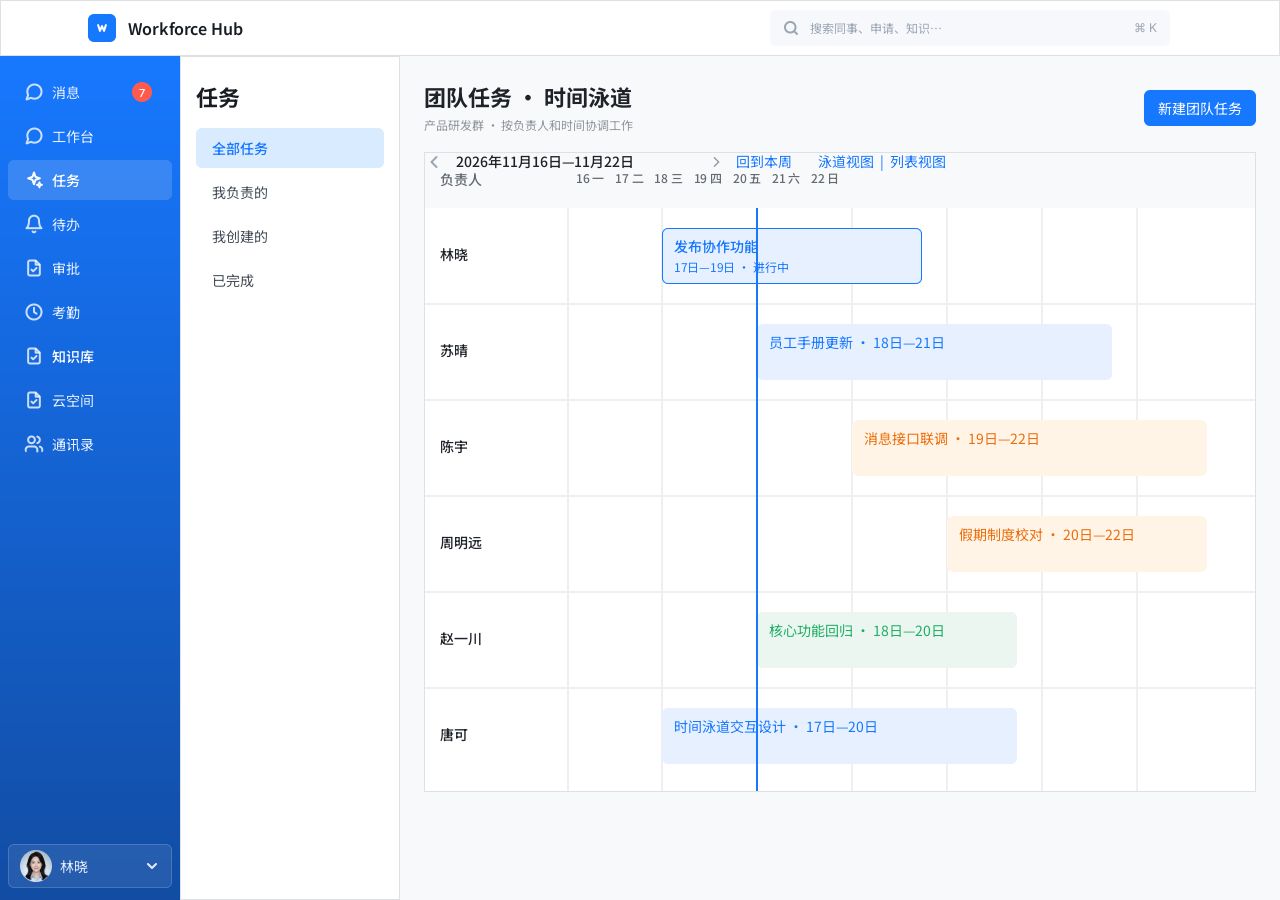 W Workforce Hub
搜索同事、申请、知识… ⌘ K
消息 7
工作台
任务
待办
审批
考勤
知识库
云空间
通讯录
林晓
任务
全部任务
我负责的
我创建的
已完成
团队任务 · 时间泳道
产品研发群 · 按负责人和时间协调工作
新建团队任务
2026年11月16日—11月22日 回到本周 泳道视图 | 列表视图
负责人 16 一 17 二 18 三 19 四 20 五 21 六 22 日
林晓
发布协作功能
17日—19日 · 进行中
苏晴
员工手册更新 · 18日—21日
陈宇
消息接口联调 · 19日—22日
周明远
假期制度校对 · 20日—22日
赵一川
核心功能回归 · 18日—20日
唐可
时间泳道交互设计 · 17日—20日